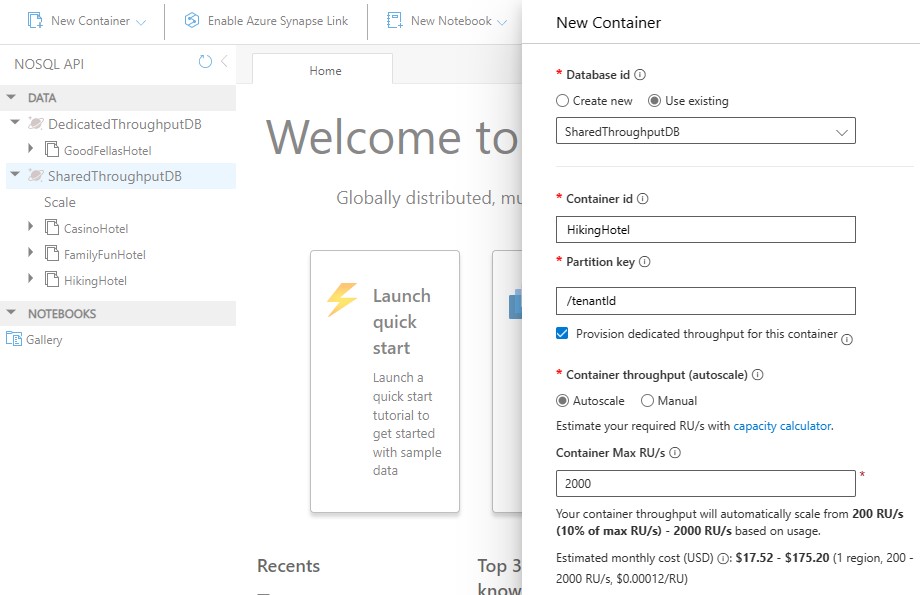 New Container
Enable Azure Synapse Link
New Notebook
NOSQL API
DATA
DedicatedThroughputDB
GoodFellasHotel
SharedThroughputDB
Scale
CasinoHotel
FamilyFunHotel
HikingHotel
NOTEBOOKS
Gallery
Home
Welcome to
Globally distributed, mu
Launch
quick
start
Launch a
quick start
tutorial to
get started
with sample
data
Recents
Top 3
know
New Container
* Database id
Create new
Use existing
SharedThroughputDB
* Container id
HikingHotel
* Partition key
/tenantId
Provision dedicated throughput for this container
* Container throughput (autoscale)
Autoscale
Manual
Estimate your required RU/s with capacity calculator.
Container Max RU/s
2000 *
Your container throughput will automatically scale from 200 RU/s
(10% of max RU/s) - 2000 RU/s based on usage.
Estimated monthly cost (USD) : $17.52 - $175.20 (1 region, 200 -
2000 RU/s, $0.00012/RU)